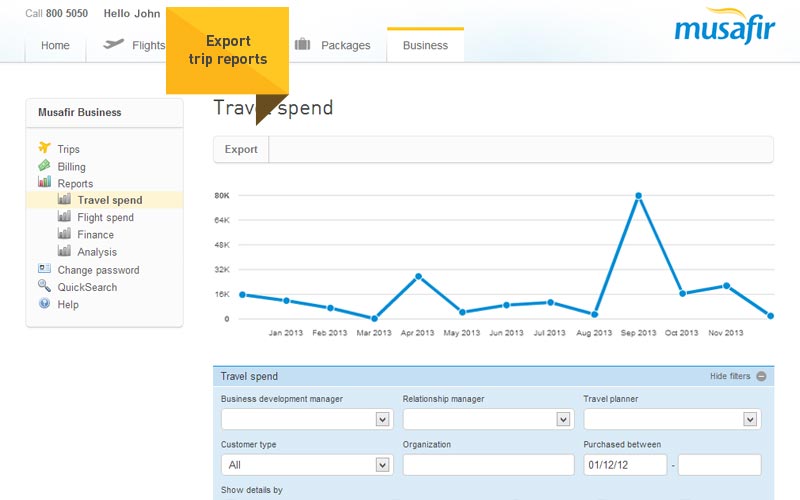 Call 800 5050 Hello John
musafir
Home Flights Packages Business
Export
trip reports
Musafir Business
Trips
Billing
Reports
Travel spend
Flight spend
Finance
Analysis
Change password
QuickSearch
Help
Travel spend
Export
80K
64K
48K
32K
16K
0
Jan 2013 Feb 2013 Mar 2013 Apr 2013 May 2013 Jun 2013 Jul 2013 Aug 2013 Sep 2013 Oct 2013 Nov 2013
Travel spend Hide filters
Business development manager Relationship manager Travel planner
Customer type Organization Purchased between
All 01/12/12 -
Show details by